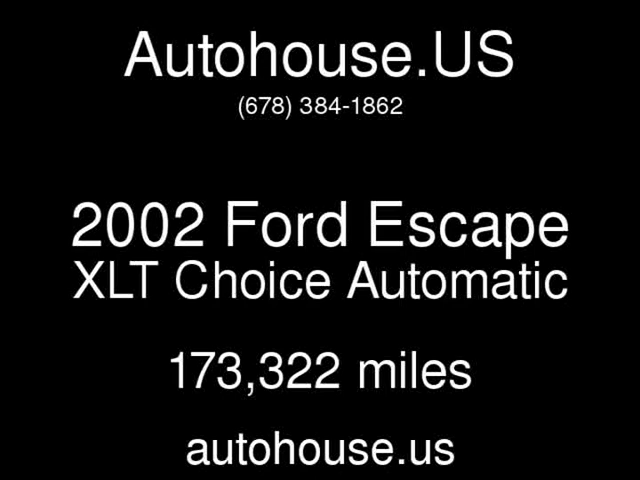 Autohouse.US
(678) 384-1862
2002 Ford Escape
XLT Choice Automatic
173,322 miles
autohouse.us